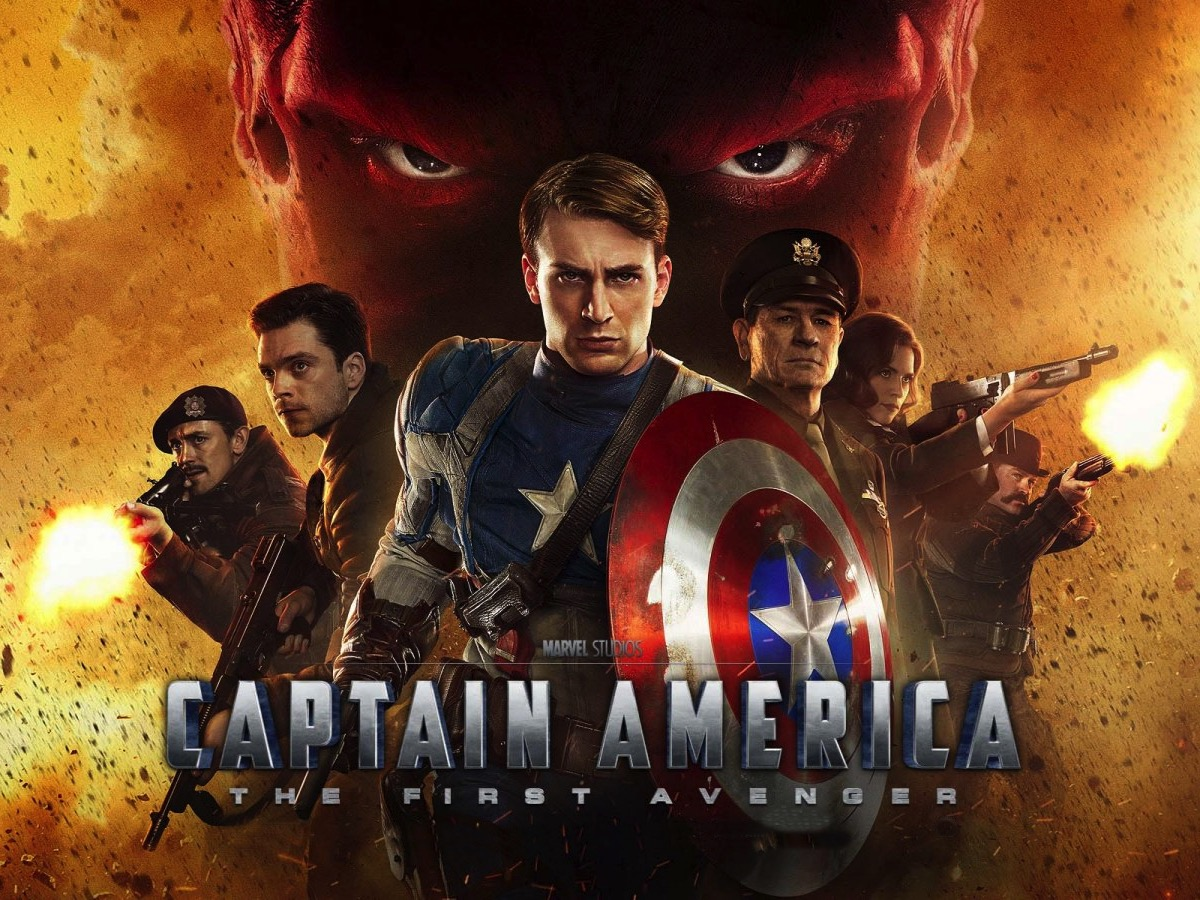 MARVEL STUDIOS
CAPTAIN AMERICA
THE FIRST AVENGER